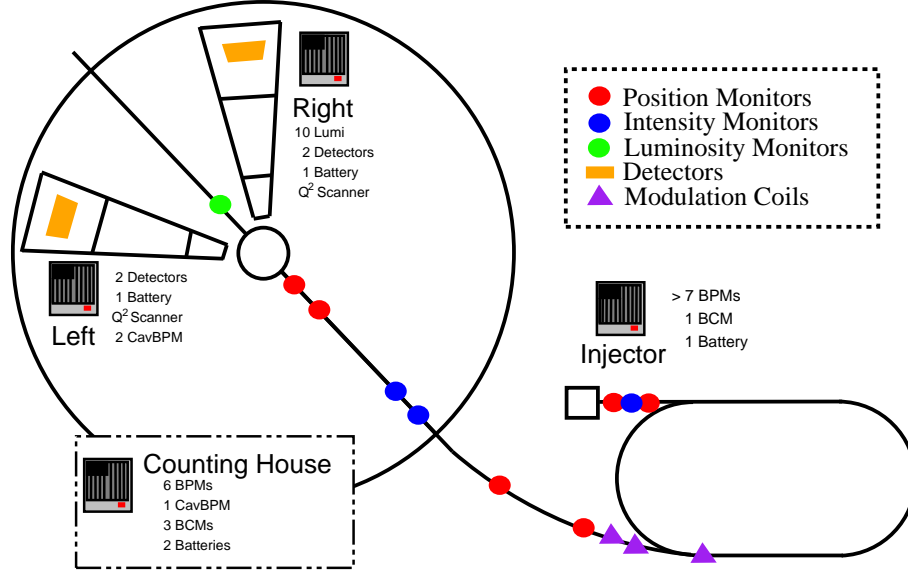 Right
10 Lumi
2 Detectors
1 Battery
Q² Scanner
Position Monitors
Intensity Monitors
Luminosity Monitors
Detectors
Modulation Coils
Left
2 Detectors
1 Battery
Q² Scanner
2 CavBPM
Injector
> 7 BPMs
1 BCM
1 Battery
Counting House
6 BPMs
1 CavBPM
3 BCMs
2 Batteries